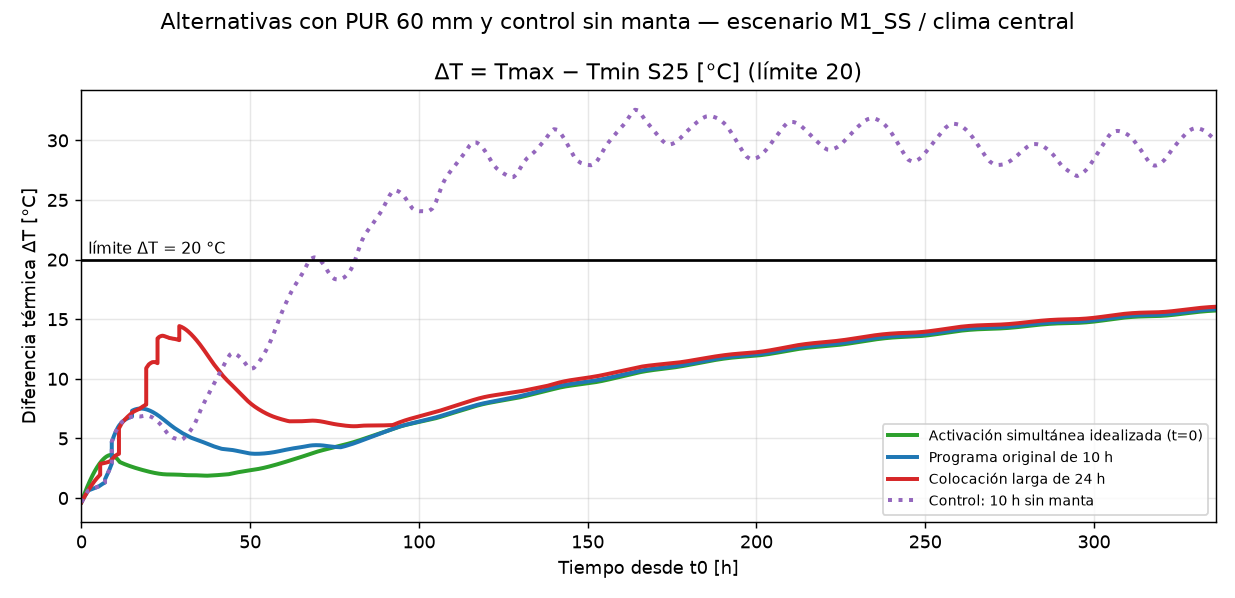 Alternativas con PUR 60 mm y control sin manta — escenario M1_SS / clima central
ΔT = Tmax − Tmin S25 [°C] (límite 20)
Diferencia térmica ΔT [°C]
30
25
20
15
10
5
0
límite ΔT = 20 °C
Activación simultánea idealizada (t=0)
Programa original de 10 h
Colocación larga de 24 h
Control: 10 h sin manta
0
50
100
150
200
250
300
Tiempo desde t0 [h]